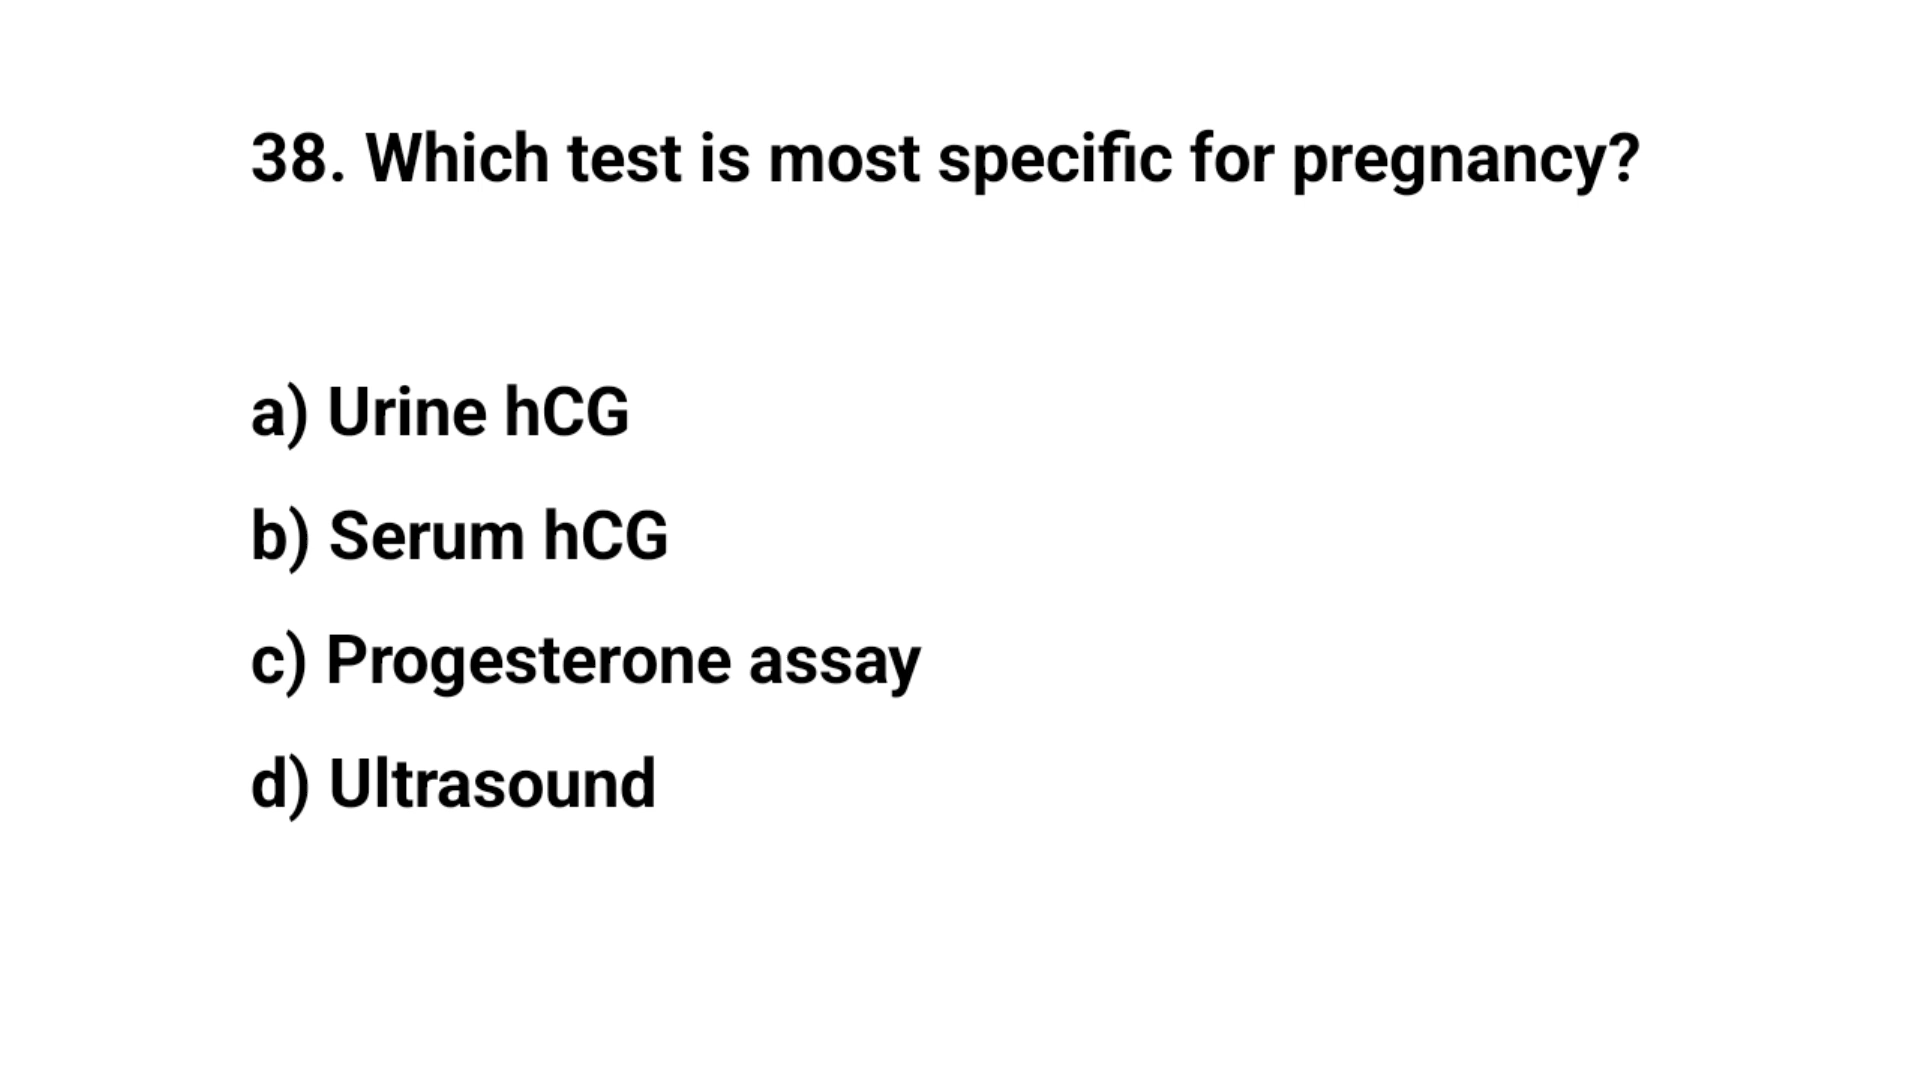 38. Which test is most specific for pregnancy?
a) Urine hCG
b) Serum hCG
c) Progesterone assay
d) Ultrasound